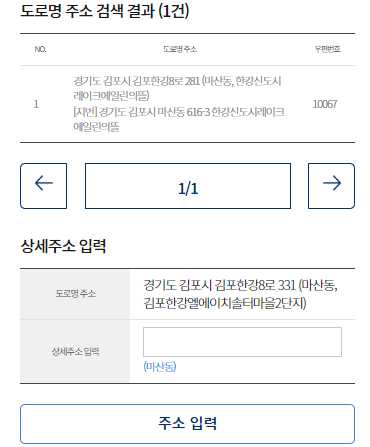 도로명 주소 검색 결과 (1건)
NO. 도로명 주소 우편번호
경기도 김포시 김포한강8로 281 (마산동, 한강신도시
레이크에일린의뜰)
1 10067
[지번] 경기도 김포시 마산동 616-3 한강신도시레이크
에일린의뜰
← 1/1 →
상세주소 입력
도로명 주소
경기도 김포시 김포한강8로 331 (마산동,
김포한강엘에이치솔터마을2단지)
상세주소 입력
(마산동)
주소 입력